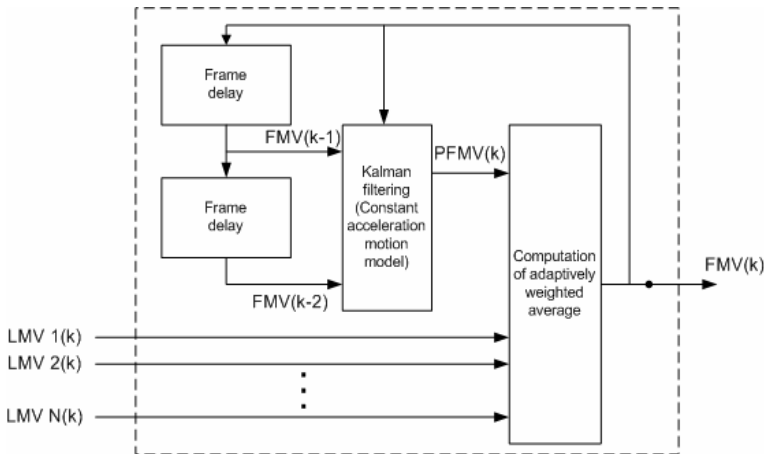 Frame
delay
FMV(k-1)
PFMV(k)
Kalman
filtering
(Constant
acceleration
motion
model)
Frame
delay
FMV(k-2)
Computation
of adaptively
weighted
average
FMV(k)
LMV 1(k)
LMV 2(k)
LMV N(k)